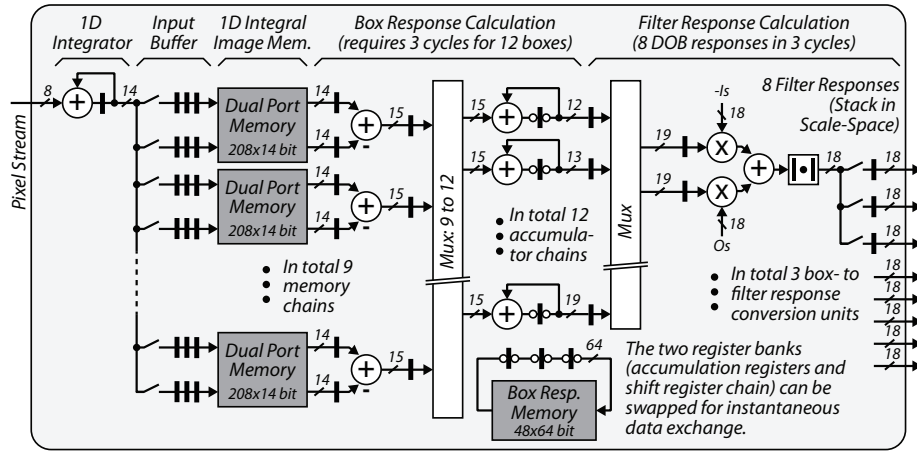 1D Integrator
Input Buffer
1D Integral Image Mem.
Box Response Calculation (requires 3 cycles for 12 boxes)
Filter Response Calculation (8 DOB responses in 3 cycles)
Pixel Stream
8
+
14
Dual Port Memory
208x14 bit
14
14
-
+
15
Dual Port Memory
208x14 bit
14
14
-
+
15
In total 9 memory chains
Dual Port Memory
208x14 bit
14
14
-
+
15
Mux: 9 to 12
15
+
12
15
+
13
In total 12 accumula-
tor chains
15
+
19
64
Box Resp. Memory
48x64 bit
Mux
19
19
-Is
18
X
X
18
Os
+
|•|
18
8 Filter Responses (Stack in Scale-Space)
18
18
18
18
18
18
18
18
In total 3 box- to filter response conversion units
The two register banks
(accumulation registers and
shift register chain) can be
swapped for instantaneous
data exchange.